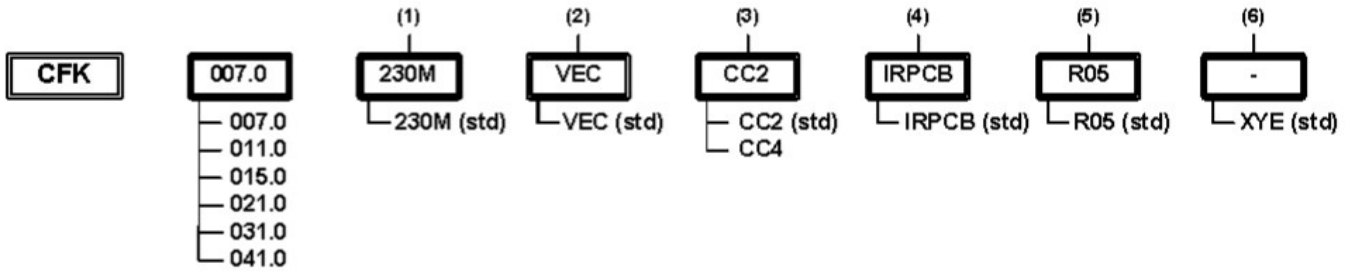 (1) (2) (3) (4) (5) (6)
CFK 007.0 230M VEC CC2 IRPCB R05 -
007.0 230M (std) VEC (std) CC2 (std) IRPCB (std) R05 (std) XYE (std)
011.0 CC4
015.0
021.0
031.0
041.0